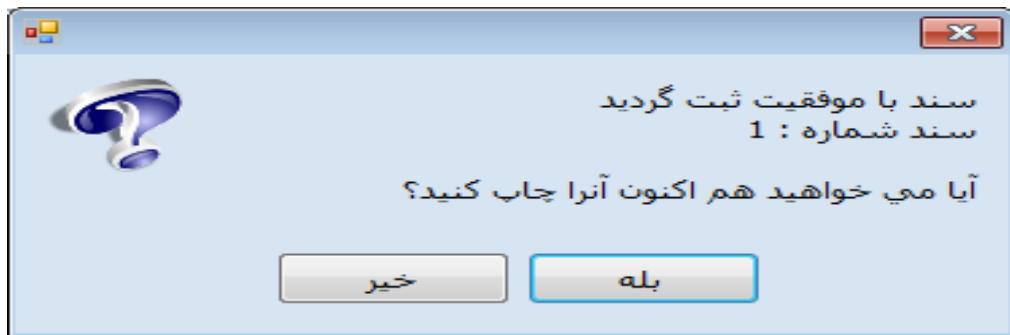 سند با موفقيت ثبت گرديد
سند شماره : 1
آيا مي خواهيد هم اكنون آنرا چاپ كنيد؟
بله
خير